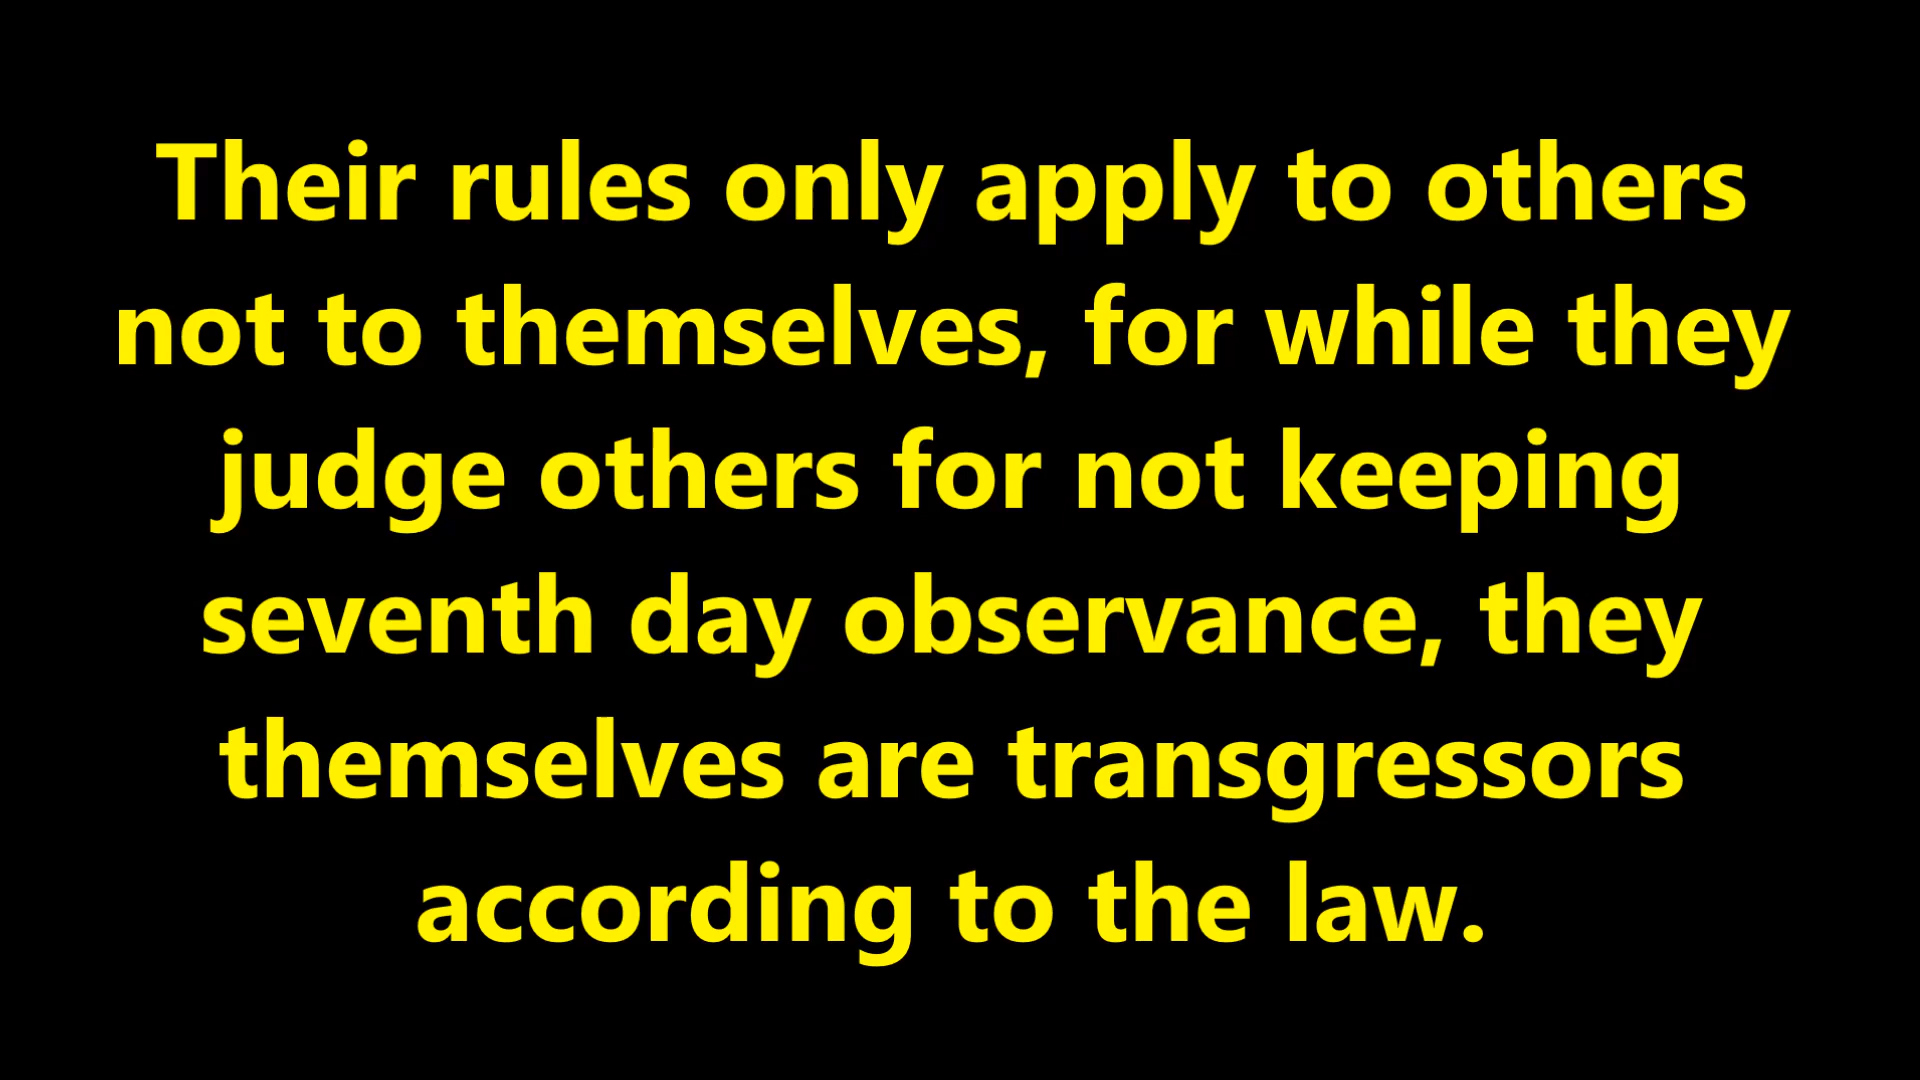 Their rules only apply to others
not to themselves, for while they
judge others for not keeping
seventh day observance, they
themselves are transgressors
according to the law.